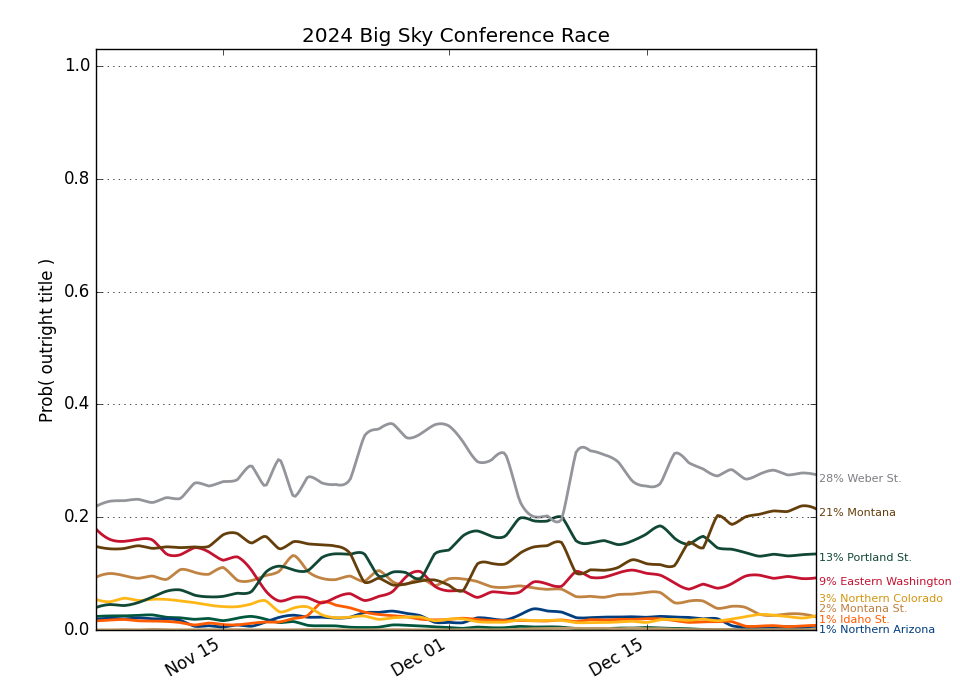 2024 Big Sky Conference Race
Prob( outright title )
1.0
0.8
0.6
0.4
0.2
0.0
Nov 15
Dec 01
Dec 15
28% Weber St.
21% Montana
13% Portland St.
9% Eastern Washington
3% Northern Colorado
2% Montana St.
1% Idaho St.
1% Northern Arizona